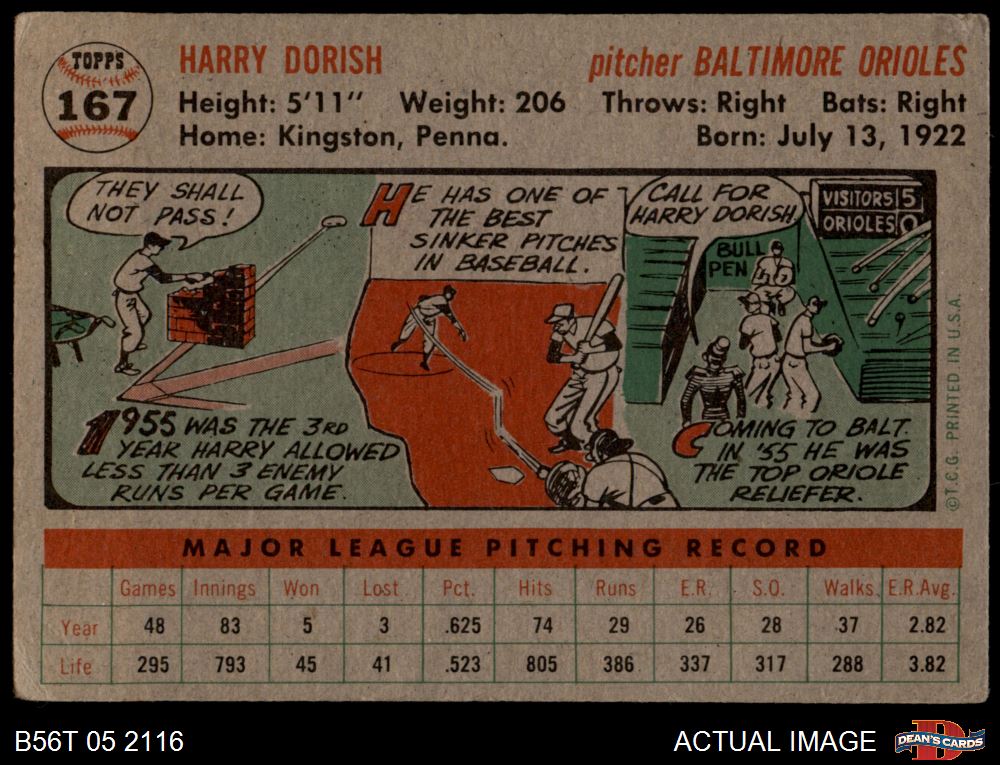 TOPPS
167
HARRY DORISH
pitcher BALTIMORE ORIOLES
Height: 5'11" Weight: 206 Throws: Right Bats: Right
Home: Kingston, Penna. Born: July 13, 1922
THEY SHALL
NOT PASS!
1955 WAS THE 3RD
YEAR HARRY ALLOWED
LESS THAN 3 ENEMY
RUNS PER GAME.
HE HAS ONE OF
THE BEST
SINKER PITCHES
IN BASEBALL.
CALL FOR
HARRY DORISH
VISITORS 5
ORIOLES 0
BULL
PEN
COMING TO BALT.
IN '55 HE WAS
THE TOP ORIOLE
RELIEFER.
©T.C.G. PRINTED IN U.S.A.
MAJOR LEAGUE PITCHING RECORD
Games Innings Won Lost Pct. Hits Runs E.R. S.O. Walks E.R.Avg.
Year 48 83 5 3 .625 74 29 26 28 37 2.82
Life 295 793 45 41 .523 805 386 337 317 288 3.82
B56T 05 2116
ACTUAL IMAGE
DEAN'S CARDS